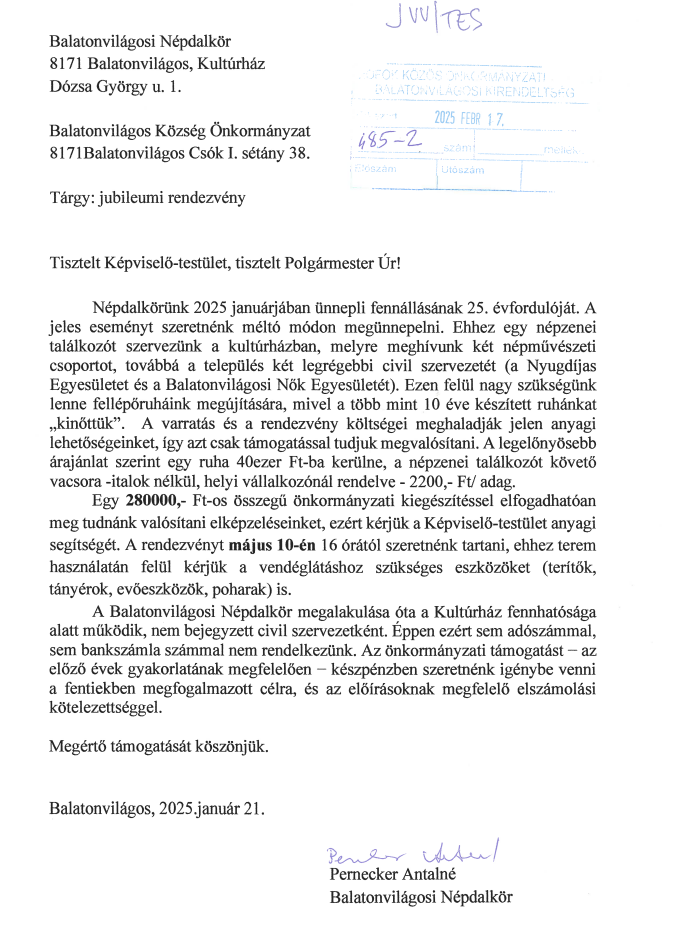 JVV/TES
Balatonvilágosi Népdalkör
8171 Balatonvilágos, Kultúrház
Dózsa György u. 1.
KÖZÖS ÖNKORMÁNYZATI
BALATONVILÁGOSI KIRENDELTSÉG
2025 FEBR 17.
485-2 szám mellék.
Előszám Utószám
Balatonvilágos Község Önkormányzat
8171Balatonvilágos Csók I. sétány 38.
Tárgy: jubileumi rendezvény
Tisztelt Képviselő-testület, tisztelt Polgármester Úr!
Népdalkörünk 2025 januárjában ünnepli fennállásának 25. évfordulóját. A
jeles eseményt szeretnénk méltó módon megünnepelni. Ehhez egy népzenei
találkozót szervezünk a kultúrházban, melyre meghívunk két népművészeti
csoportot, továbbá a település két legrégebbi civil szervezetét (a Nyugdíjas
Egyesületet és a Balatonvilágosi Nők Egyesületét). Ezen felül nagy szükségünk
lenne fellépőruháink megújítására, mivel a több mint 10 éve készített ruhánkat
„kinőttük”. A varratás és a rendezvény költségei meghaladják jelen anyagi
lehetőségeinket, így azt csak támogatással tudjuk megvalósítani. A legelőnyösebb
árajánlat szerint egy ruha 40ezer Ft-ba kerülne, a népzenei találkozót követő
vacsora -italok nélkül, helyi vállalkozónál rendelve - 2200,- Ft/ adag.
Egy 280000,- Ft-os összegű önkormányzati kiegészítéssel elfogadhatóan
meg tudnánk valósítani elképzeléseinket, ezért kérjük a Képviselő-testület anyagi
segítségét. A rendezvényt május 10-én 16 órától szeretnénk tartani, ehhez terem
használatán felül kérjük a vendéglátáshoz szükséges eszközöket (terítők,
tányérok, evőeszközök, poharak) is.
A Balatonvilágosi Népdalkör megalakulása óta a Kultúrház fennhatósága
alatt működik, nem bejegyzett civil szervezetként. Éppen ezért sem adószámmal,
sem bankszámla számmal nem rendelkezünk. Az önkormányzati támogatást − az
előző évek gyakorlatának megfelelően − készpénzben szeretnénk igénybe venni
a fentiekben megfogalmazott célra, és az előírásoknak megfelelő elszámolási
kötelezettséggel.
Megértő támogatását köszönjük.
Balatonvilágos, 2025.január 21.
Pernecker Antalné
Balatonvilágosi Népdalkör